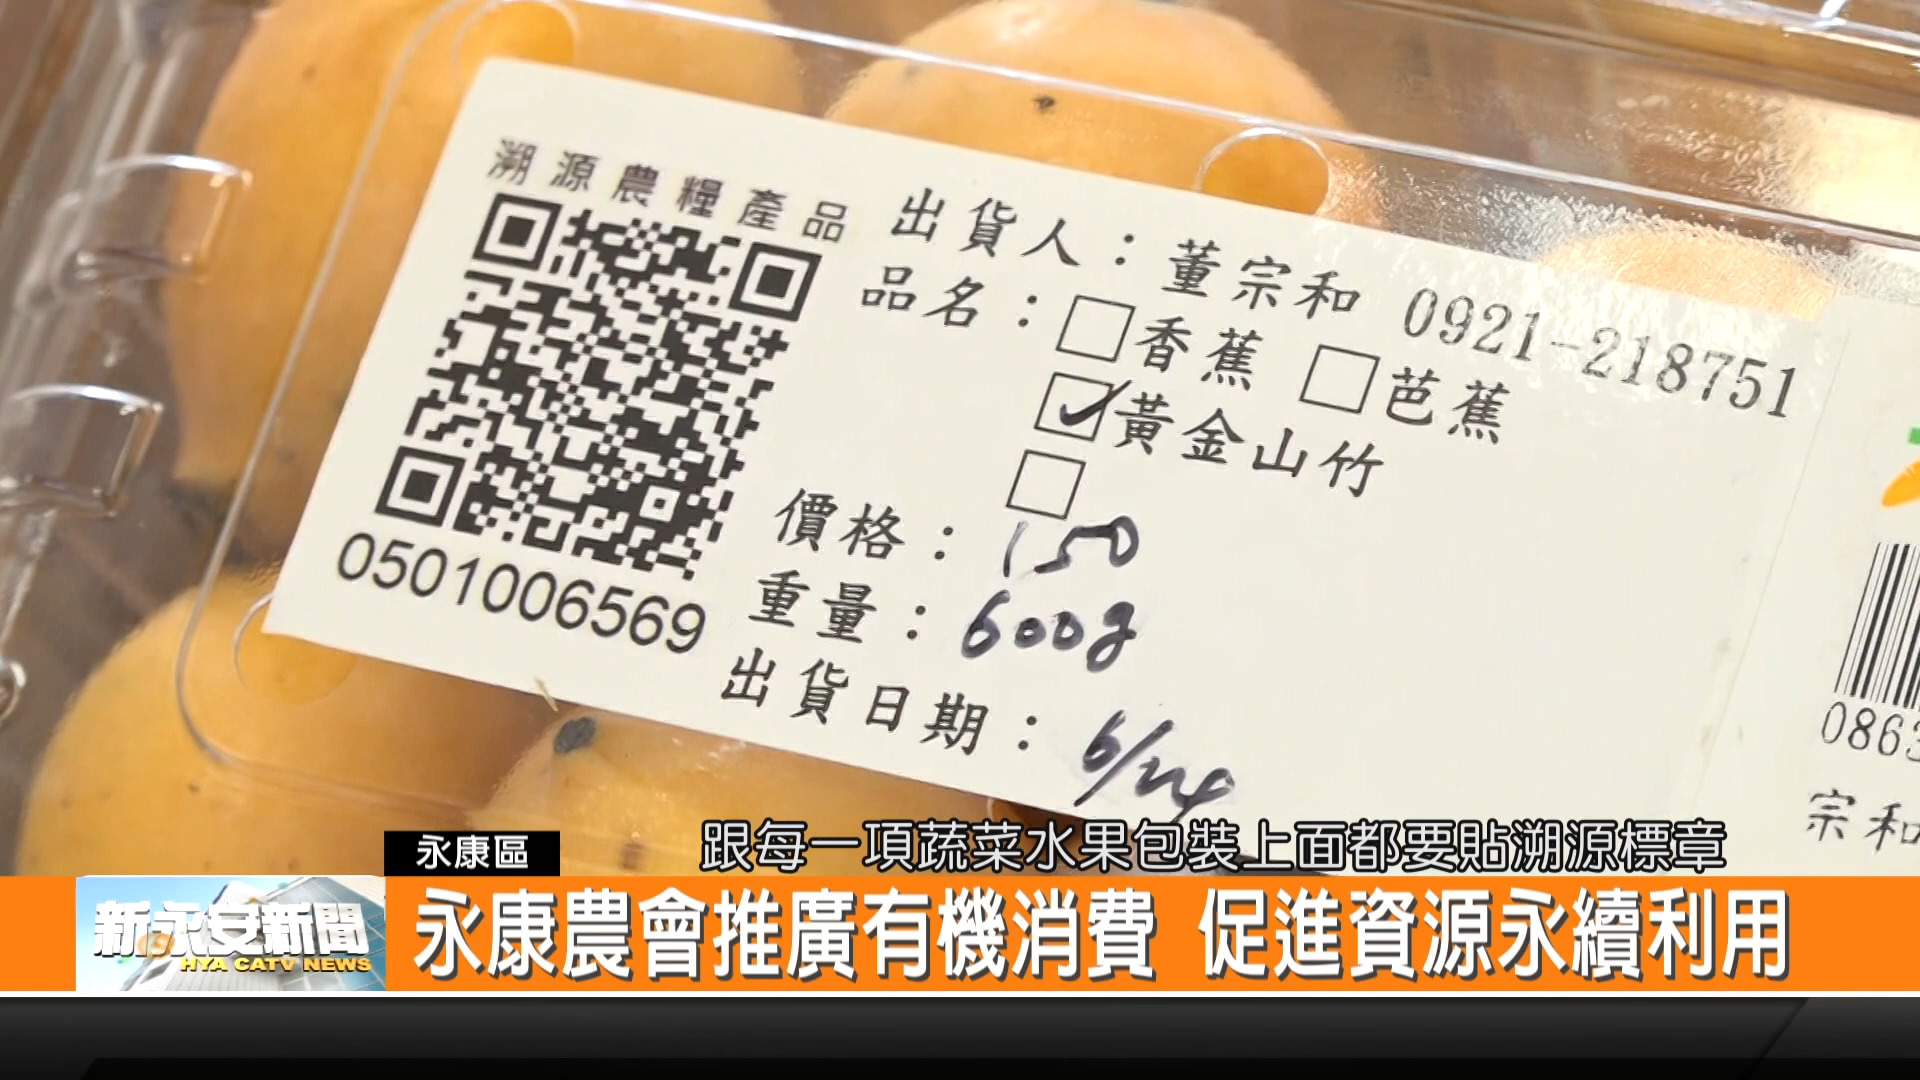 溯源農糧產品
0501006569
出貨人：董宗和 0921-218751
品名：□香蕉 □芭蕉
☑黃金山竹
□
價格：150
重量：600g
出貨日期：6/24
0863
宗和
永康區
跟每一項蔬菜水果包裝上面都要貼溯源標章
新永安新聞
HYA CATV NEWS
永康農會推廣有機消費 促進資源永續利用